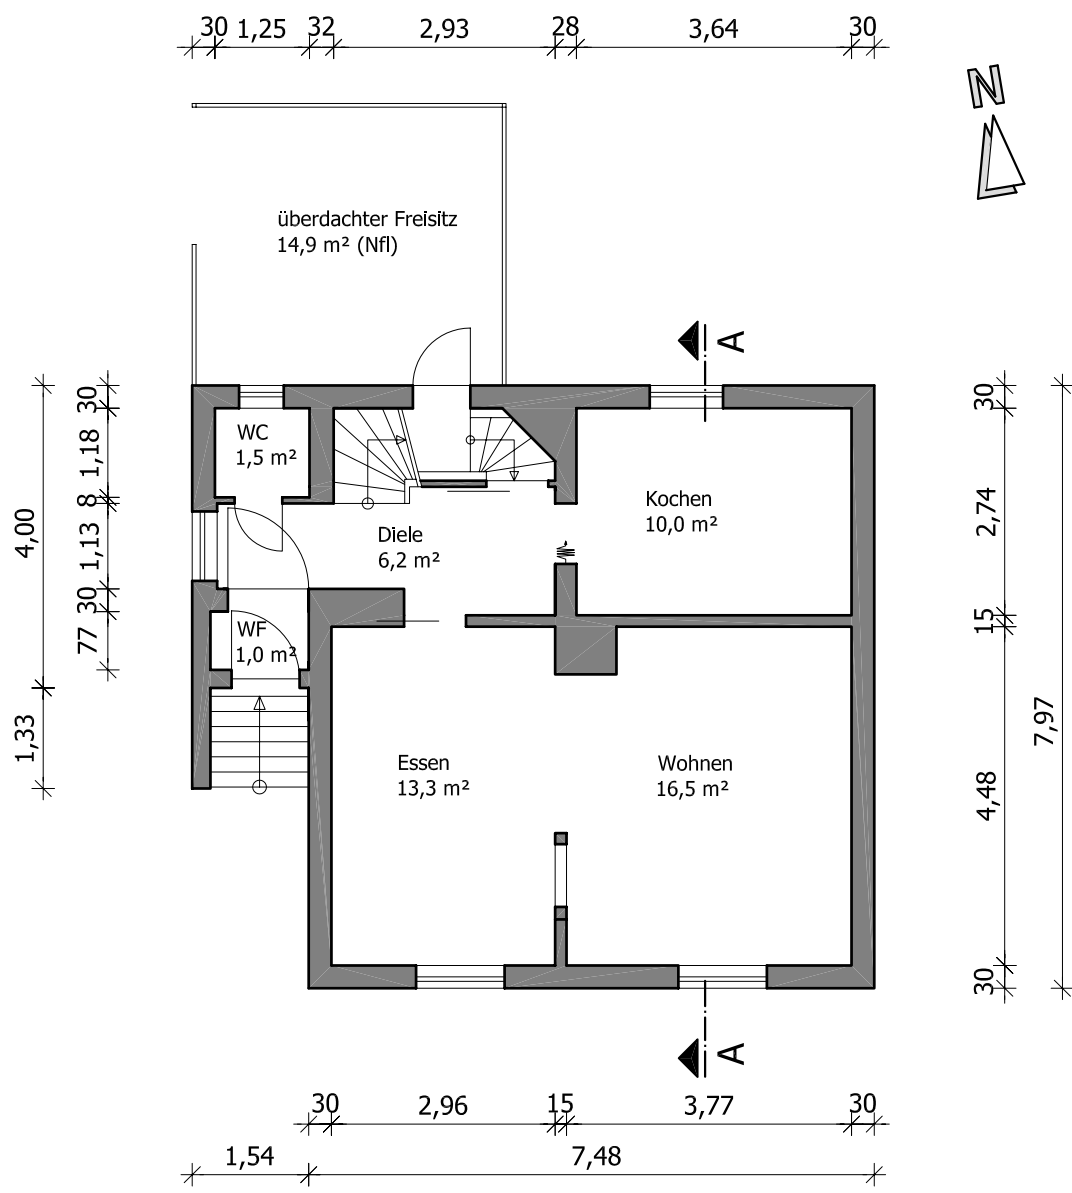 30 1,25 32 2,93 28 3,64 30
N
überdachter Freisitz
14,9 m² (Nfl)
A
30
1,18
8
1,13
30
77
4,00
1,33
WC
1,5 m²
Kochen
10,0 m²
Diele
6,2 m²
WF
1,0 m²
Essen
13,3 m²
Wohnen
16,5 m²
30
2,74
15
4,48
30
7,97
A
30 2,96 15 3,77 30
1,54 7,48